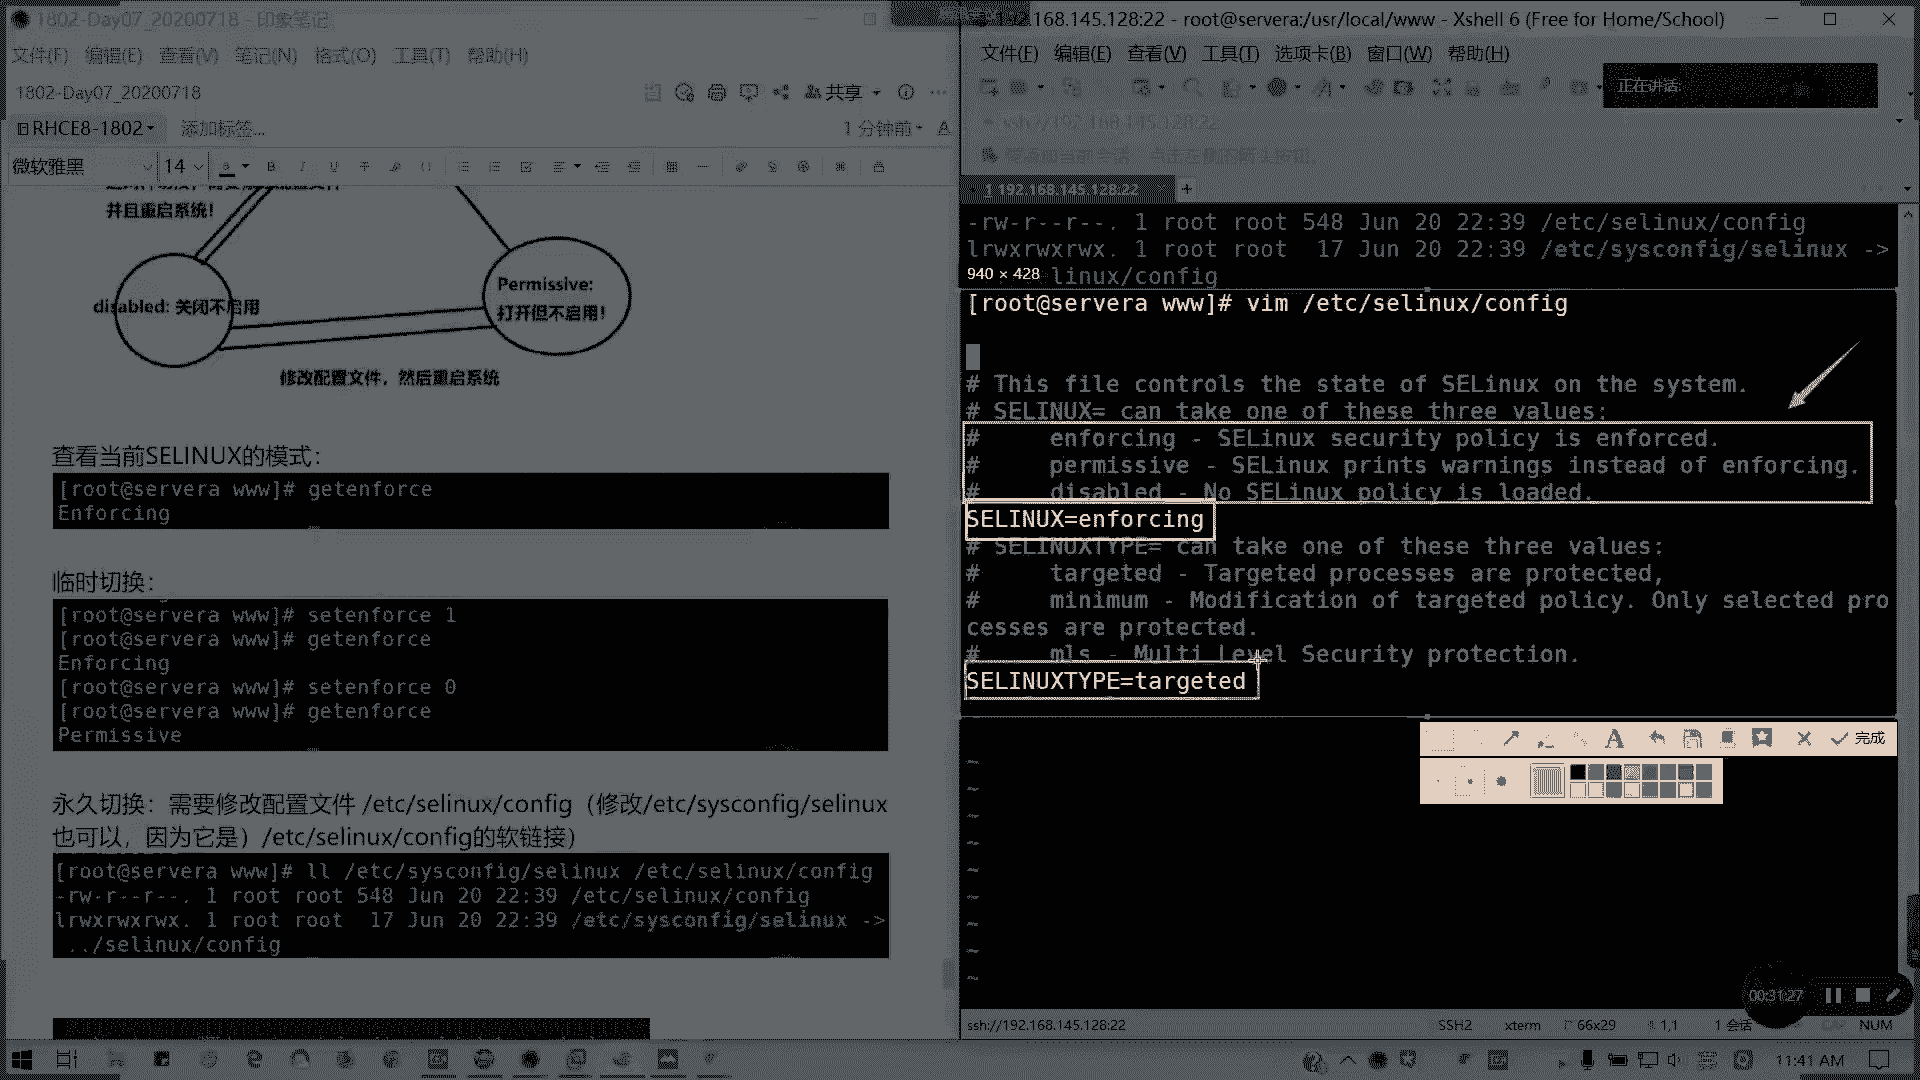 1802-Day07_20200718 - 印象笔记
文件(F) 编辑(E) 查看(V) 笔记(N) 格式(O) 工具(T) 帮助(H)
1802-Day07_20200718
共享
RHCE8-1802
添加标签...
1 分钟前
微软雅黑
14
并且重启系统!
disabled: 关闭不启用
Permissive:
打开但不启用!
修改配置文件，然后重启系统
查看当前SELINUX的模式：
[root@servera www]# getenforce
Enforcing
临时切换：
[root@servera www]# setenforce 1
[root@servera www]# getenforce
Enforcing
[root@servera www]# setenforce 0
[root@servera www]# getenforce
Permissive
永久切换：需要修改配置文件 /etc/selinux/config（修改/etc/sysconfig/selinux
也可以，因为它是）/etc/selinux/config的软链接）
[root@servera www]# ll /etc/sysconfig/selinux /etc/selinux/config
-rw-r--r--. 1 root root 548 Jun 20 22:39 /etc/selinux/config
lrwxrwxrwx. 1 root root  17 Jun 20 22:39 /etc/sysconfig/selinux ->
../selinux/config
.168.145.128:22 - root@servera:/usr/local/www - Xshell 6 (Free for Home/School)
文件(F) 编辑(E) 查看(V) 工具(T) 选项卡(B) 窗口(W) 帮助(H)
正在讲话:
ssh://192.168.145.128:22
1 192.168.145.128:22
-rw-r--r--. 1 root root 548 Jun 20 22:39 /etc/selinux/config
lrwxrwxrwx. 1 root root  17 Jun 20 22:39 /etc/sysconfig/selinux ->
940 × 428
linux/config
[root@servera www]# vim /etc/selinux/config
# This file controls the state of SELinux on the system.
# SELINUX= can take one of these three values:
#     enforcing - SELinux security policy is enforced.
#     permissive - SELinux prints warnings instead of enforcing.
#     disabled - No SELinux policy is loaded.
SELINUX=enforcing
# SELINUXTYPE= can take one of these three values:
#     targeted - Targeted processes are protected,
#     minimum - Modification of targeted policy. Only selected pro
cesses are protected.
#     mls - Multi Level Security protection.
SELINUXTYPE=targeted
完成
00:31:27
ssh://192.168.145.128:22
SSH2
xterm
66x29
1,1
1 会话
NUM
11:41 AM